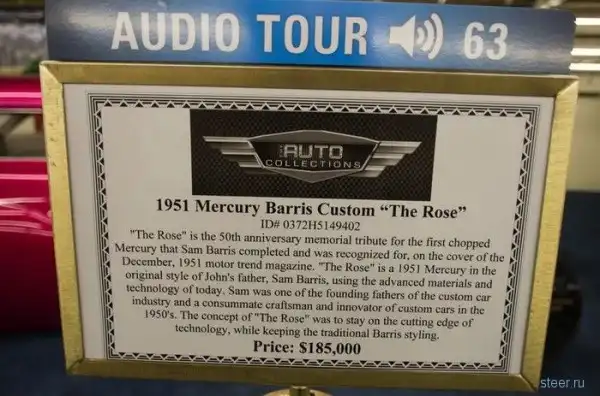 AUDIO TOUR 63
THE AUTO
COLLECTIONS
1951 Mercury Barris Custom “The Rose”
ID# 0372H5149402
"The Rose" is the 50th anniversary memorial tribute for the first chopped
Mercury that Sam Barris completed and was recognized for, on the cover of the
December, 1951 motor trend magazine. "The Rose" is a 1951 Mercury in the
original style of John's father, Sam Barris, using the advanced materials and
technology of today. Sam was one of the founding fathers of the custom car
industry and a consummate craftsman and innovator of custom cars in the
1950's. The concept of "The Rose" was to stay on the cutting edge of
technology, while keeping the traditional Barris styling.
Price: $185,000
steer.ru